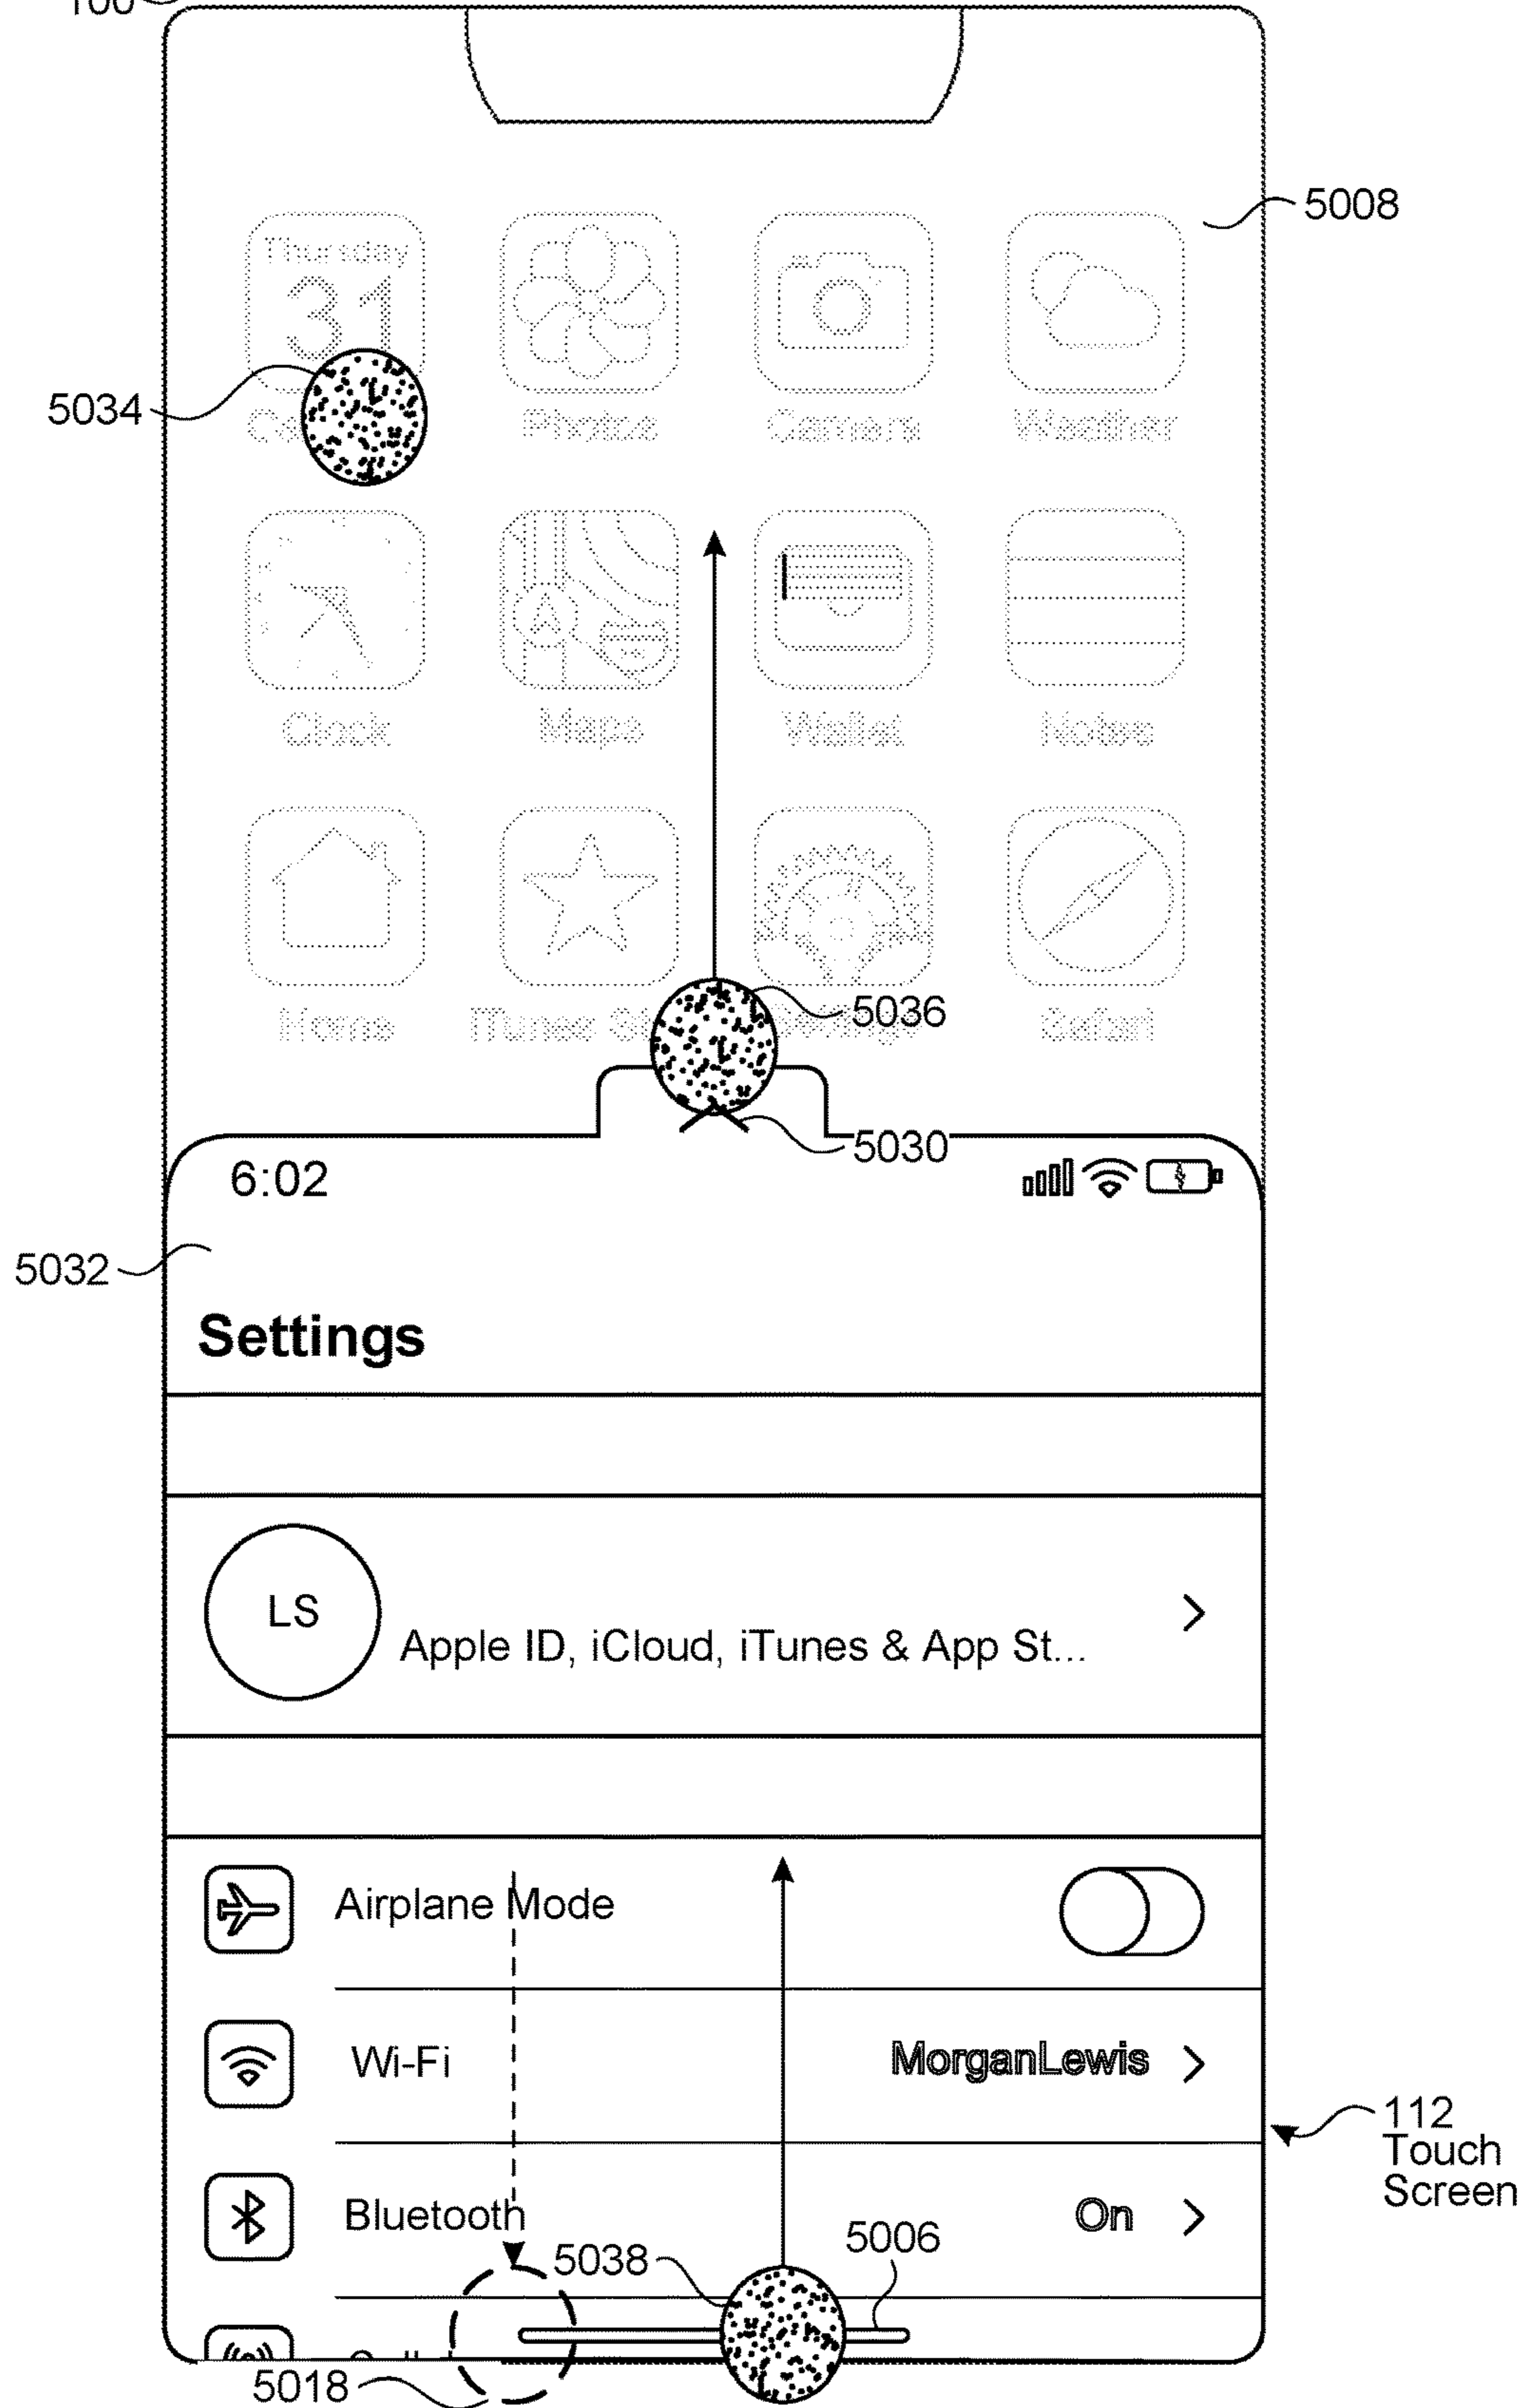 100
5008
Thursday
31
5034
Photos
Camera
Weather
Clock
Maps
Wallet
Notes
5036
Home
iTunes
Safari
5030
6:02
5032
Settings
LS
Apple ID, iCloud, iTunes & App St...
Airplane Mode
Wi-Fi
MorganLewis
112
Touch
Screen
Bluetooth
On
5038
5006
5018